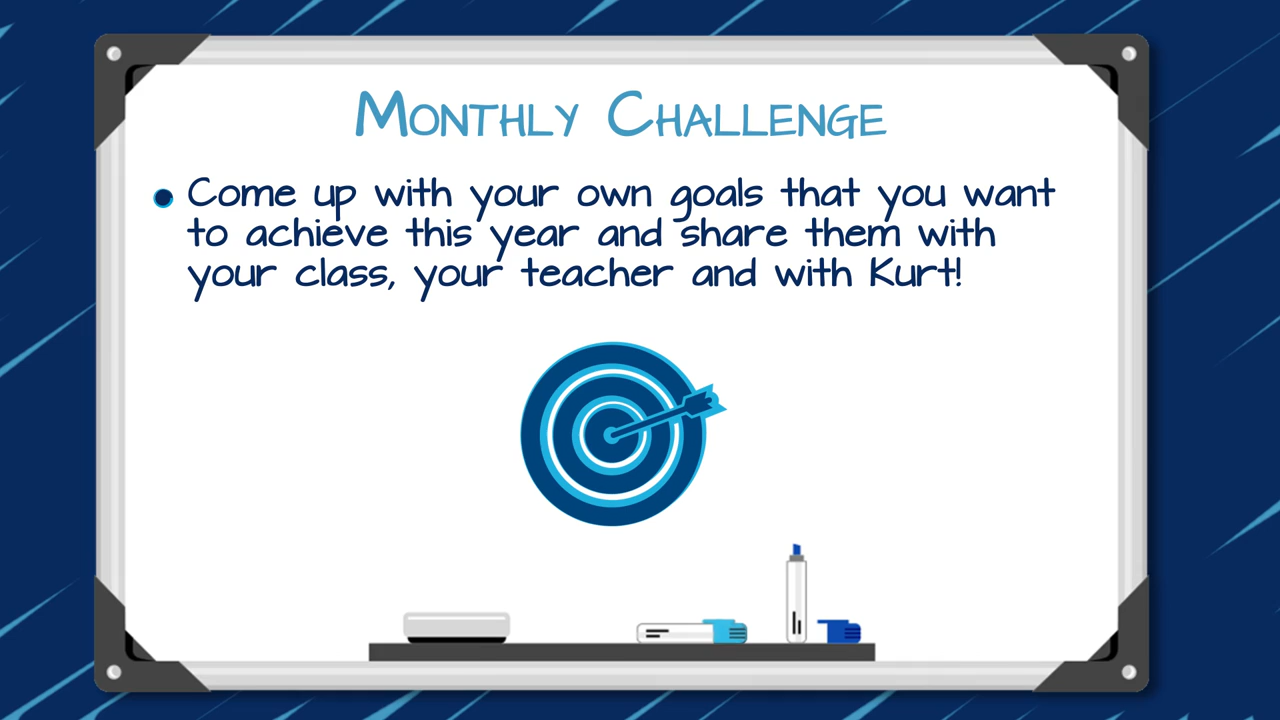 Monthly Challenge
Come up with your own goals that you want
to achieve this year and share them with
your class, your teacher and with Kurt!